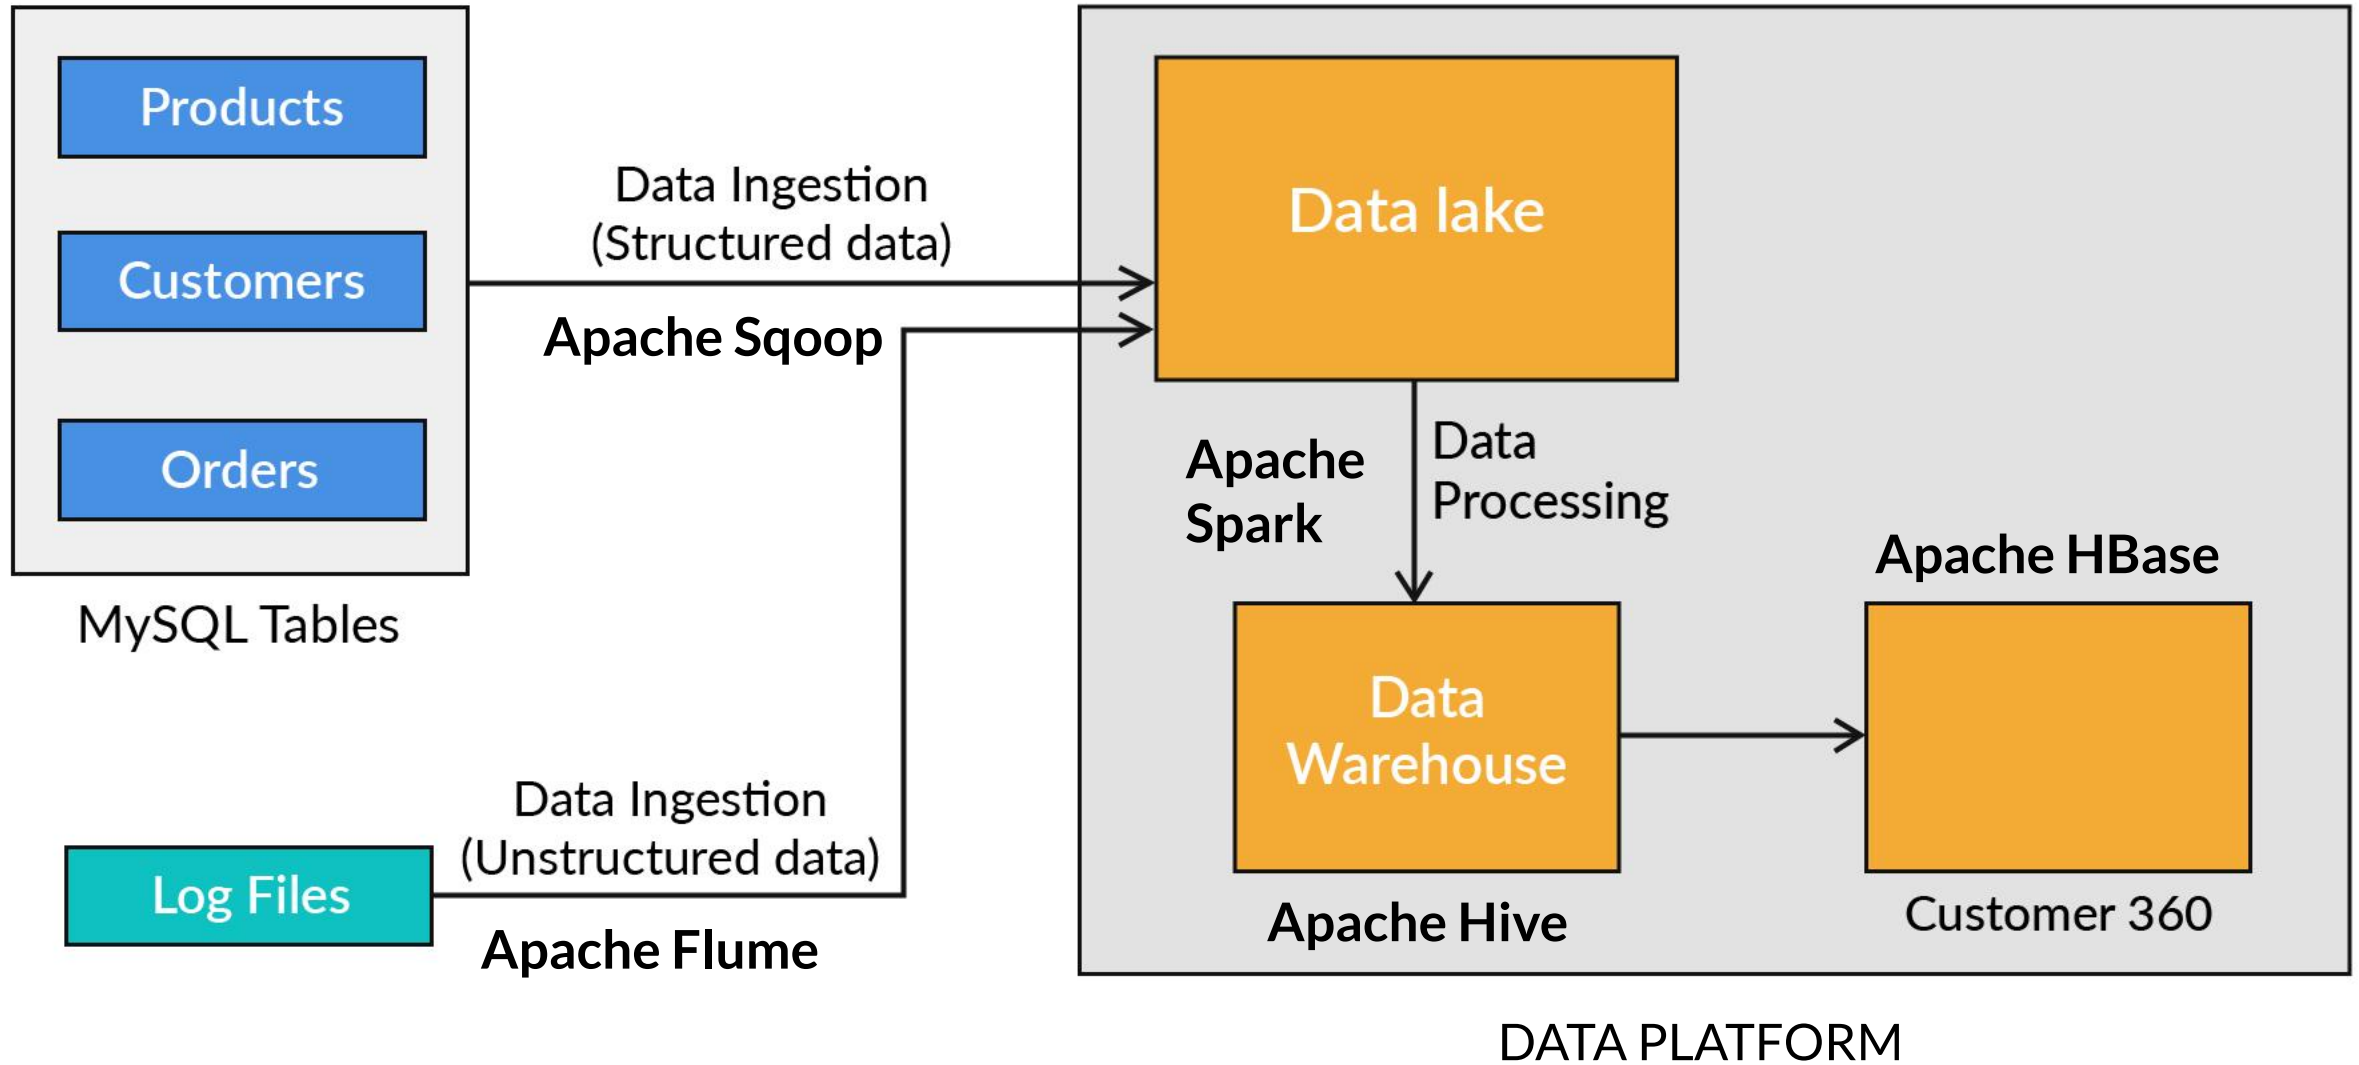 Products
Customers
Orders
MySQL Tables
Data Ingestion
(Structured data)
Apache Sqoop
Log Files
Data Ingestion
(Unstructured data)
Apache Flume
Data lake
Apache
Spark
Data
Processing
Data
Warehouse
Apache Hive
Apache HBase
Customer 360
DATA PLATFORM